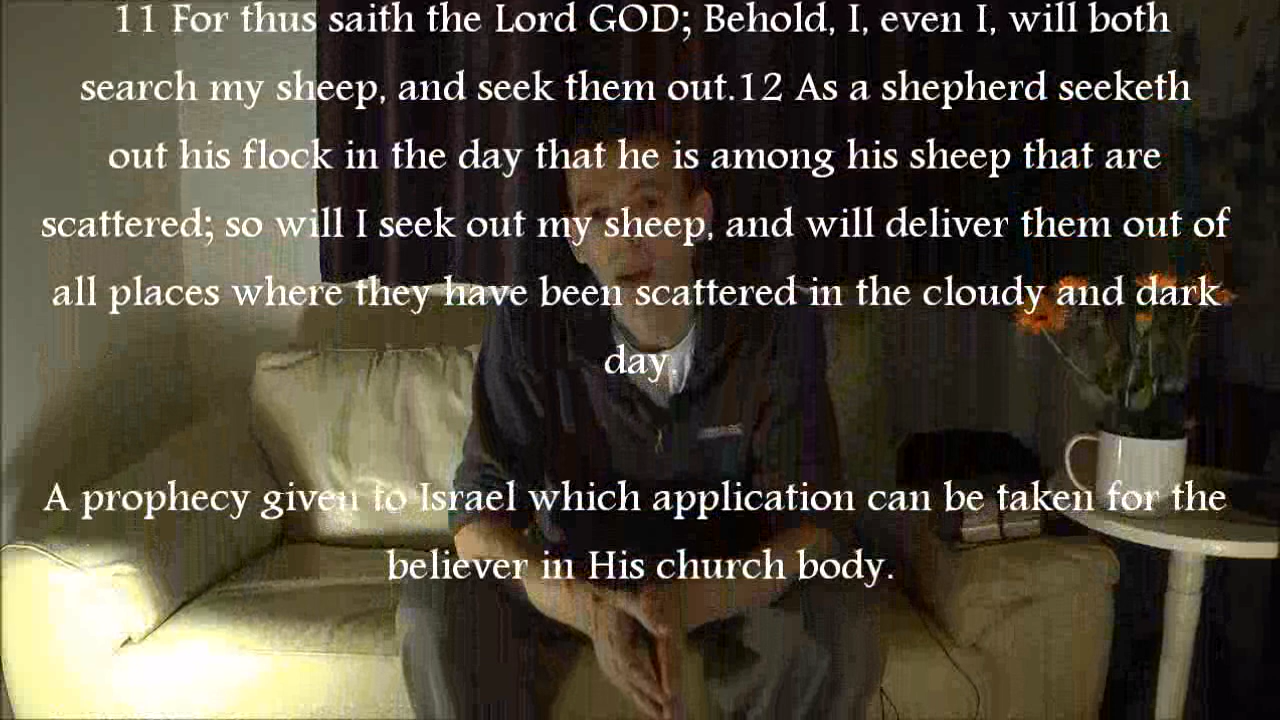 11 For thus saith the Lord GOD; Behold, I, even I, will both
search my sheep, and seek them out.12 As a shepherd seeketh
out his flock in the day that he is among his sheep that are
scattered; so will I seek out my sheep, and will deliver them out of
all places where they have been scattered in the cloudy and dark
day.
A prophecy given to Israel which application can be taken for the
believer in His church body.